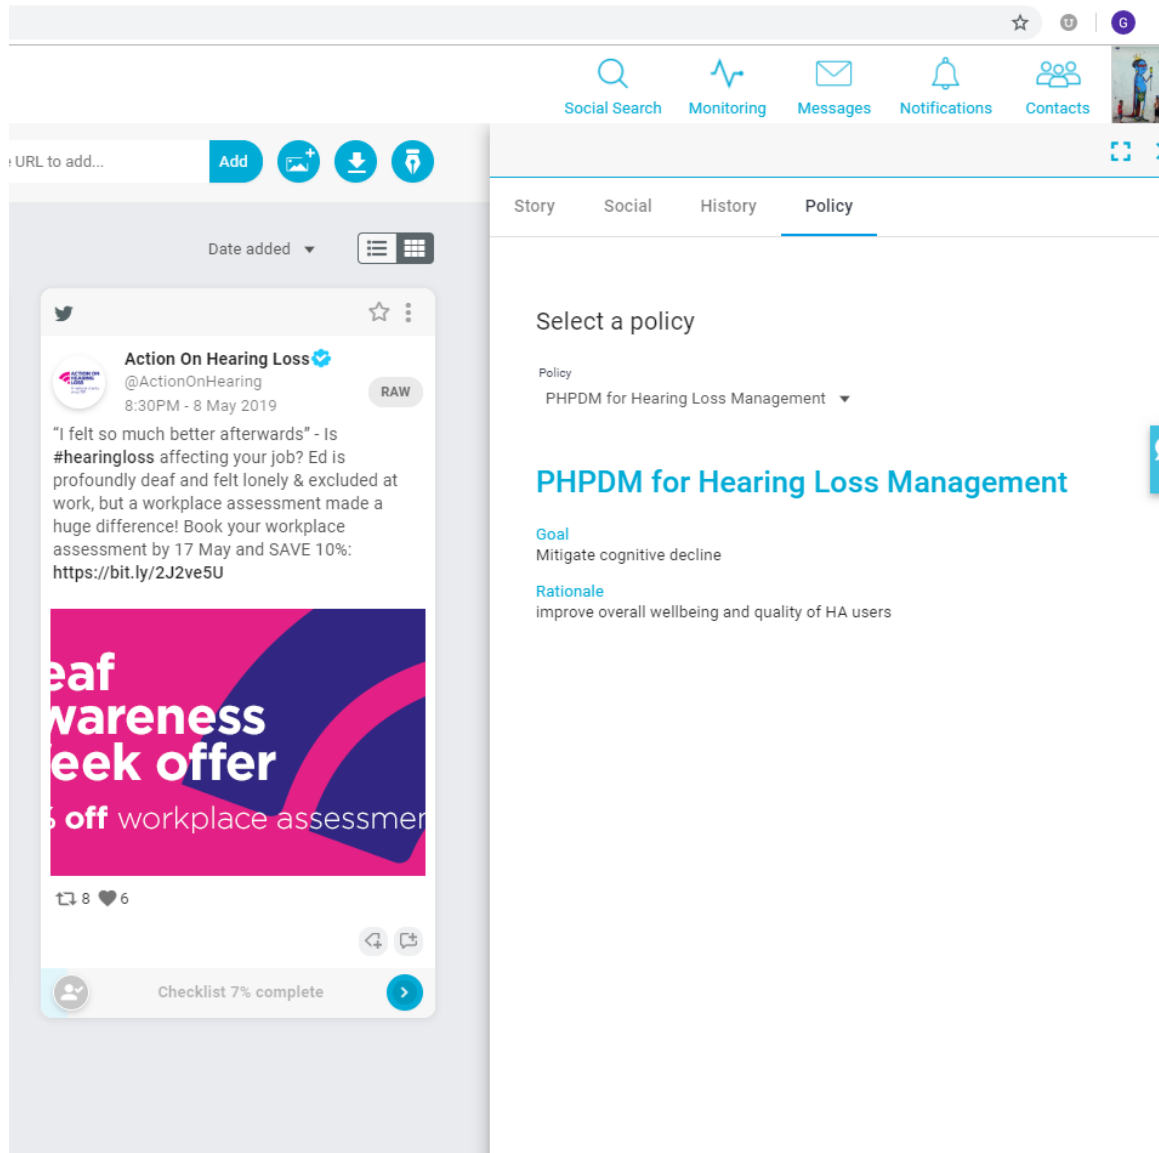 G
Social Search
Monitoring
Messages
Notifications
Contacts
URL to add...
Add
Story
Social
History
Policy
Date added
Action On Hearing Loss
@ActionOnHearing
8:30PM - 8 May 2019
RAW
ACTION ON
HEARING
LOSS
“I felt so much better afterwards” - Is
#hearingloss affecting your job? Ed is
profoundly deaf and felt lonely & excluded at
work, but a workplace assessment made a
huge difference! Book your workplace
assessment by 17 May and SAVE 10%:
https://bit.ly/2J2ve5U
eaf
wareness
eek offer
% off workplace assessmen
8
6
Checklist 7% complete
Select a policy
Policy
PHPDM for Hearing Loss Management
PHPDM for Hearing Loss Management
Goal
Mitigate cognitive decline
Rationale
improve overall wellbeing and quality of HA users